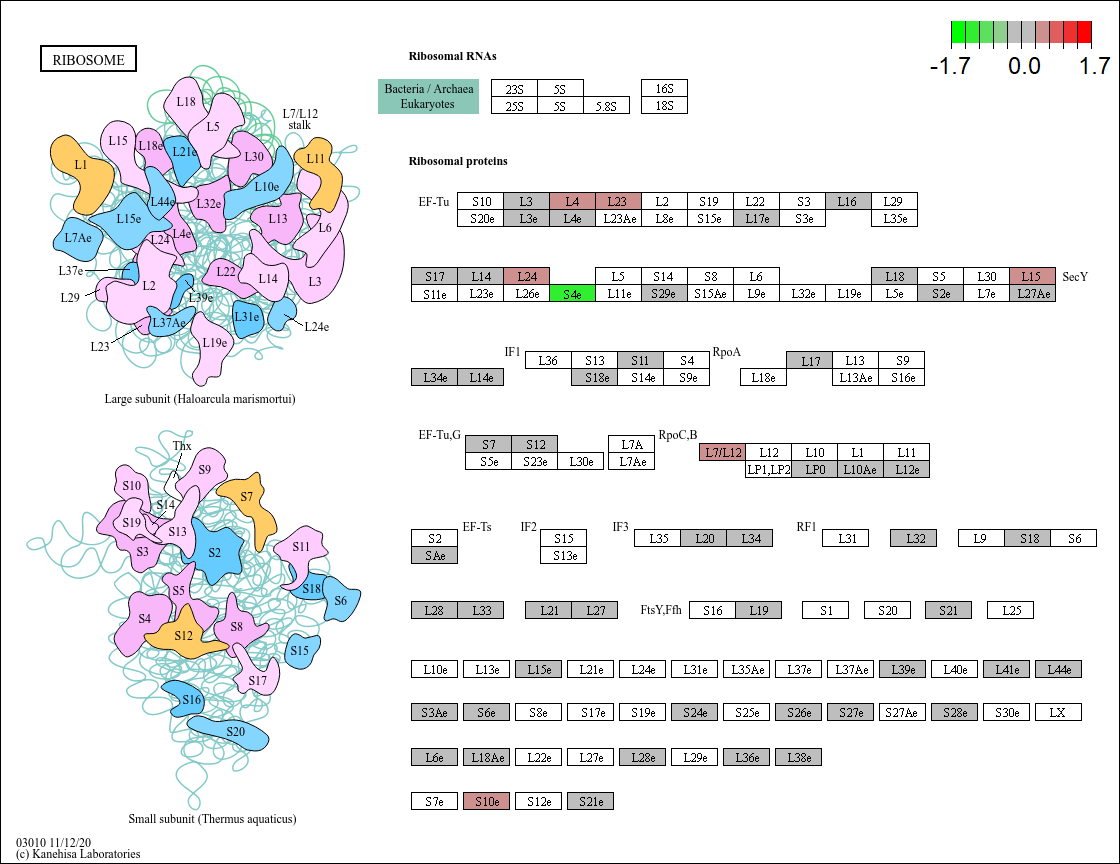 RIBOSOME
-1.7 0.0 1.7
Ribosomal RNAs
Bacteria / Archaea
Eukaryotes
23S 5S 16S
25S 5S 5.8S 18S
Ribosomal proteins
EF-Tu
S10 L3 L4 L23 L2 S19 L22 S3 L16 L29
S20e L3e L4e L23Ae L8e S15e L17e S3e L35e
S17 L14 L24 L5 S14 S8 L6 L18 S5 L30 L15 SecY
S11e L23e L26e S4e L11e S29e S15Ae L9e L32e L19e L5e S2e L7e L27Ae
IF1 L36 S13 S11 S4 RpoA L17 L13 S9
L34e L14e S18e S14e S9e L18e L13Ae S16e
EF-Tu,G S7 S12 L7A RpoC,B L7/L12 L12 L10 L1 L11
S5e S23e L30e L7Ae LP1,LP2 LP0 L10Ae L12e
S2 EF-Ts IF2 S15 IF3 L35 L20 L34 RF1 L31 L32 L9 S18 S6
SAe S13e
L28 L33 L21 L27 FtsY,Ffh S16 L19 S1 S20 S21 L25
L10e L13e L15e L21e L24e L31e L35Ae L37e L37Ae L39e L40e L41e L44e
S3Ae S6e S8e S17e S19e S24e S25e S26e S27e S27Ae S28e S30e LX
L6e L18Ae L22e L27e L28e L29e L36e L38e
S7e S10e S12e S21e
L18
L5
L7/L12
stalk
L15
L18e
L21e
L30
L11
L1
L10e
L44e
L32e
L15e
L13
L6
L7Ae
L24
L4e
L37e
L22
L14
L3
L2
L29
L39e
L37Ae
L31e
L24e
L23
L19e
Large subunit (Haloarcula marismortui)
Thx
S9
S10
S7
S14
S19
S13
S3
S2
S11
S5
S18
S6
S4
S12
S8
S15
S17
S16
S20
Small subunit (Thermus aquaticus)
03010 11/12/20
(c) Kanehisa Laboratories